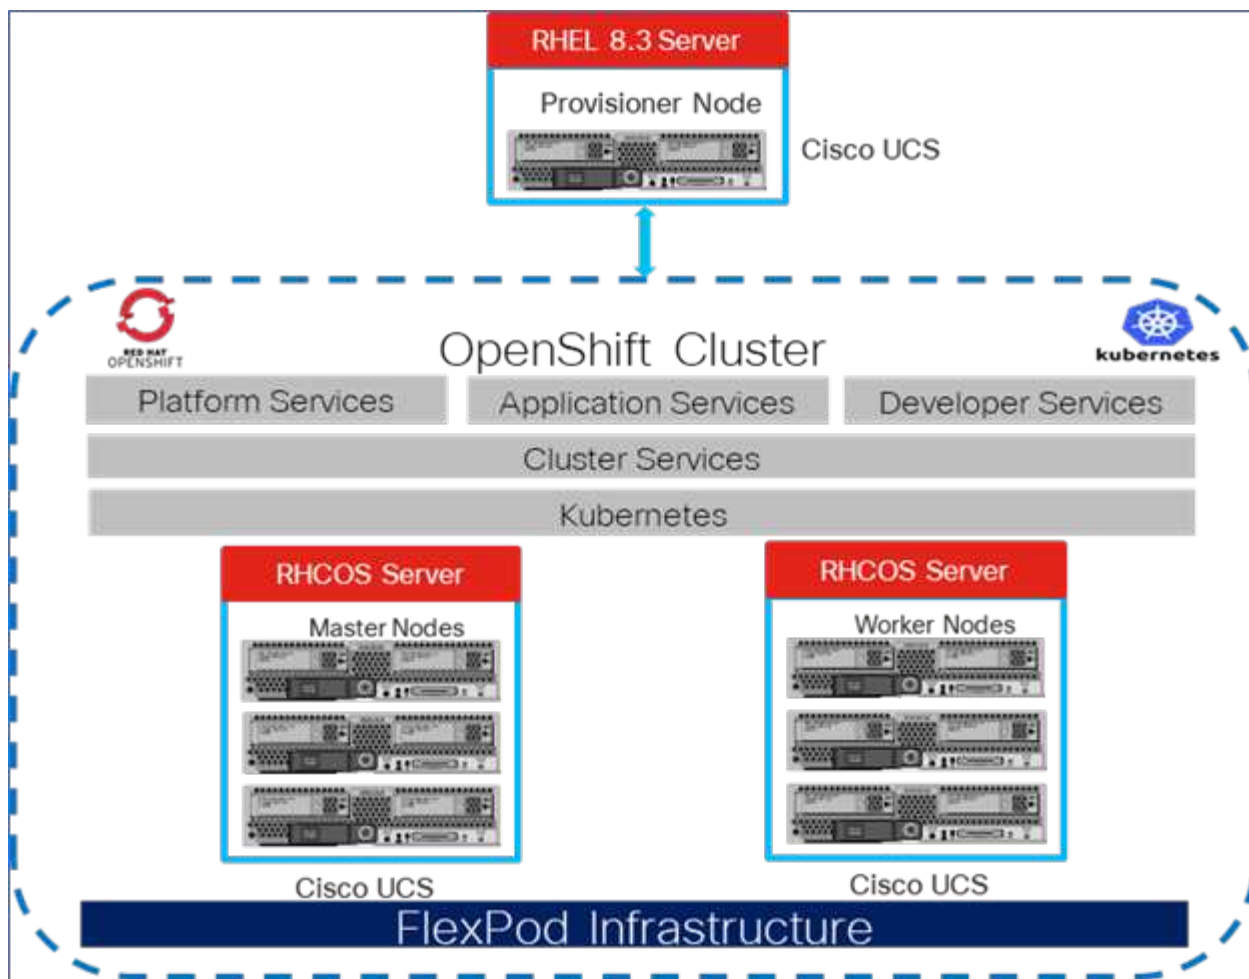 RHEL 8.3 Server
Provisioner Node
Cisco UCS
RED HAT
OPENSHIFT
OpenShift Cluster
kubernetes
Platform Services
Application Services
Developer Services
Cluster Services
Kubernetes
RHCOS Server
Master Nodes
Cisco UCS
RHCOS Server
Worker Nodes
Cisco UCS
FlexPod Infrastructure